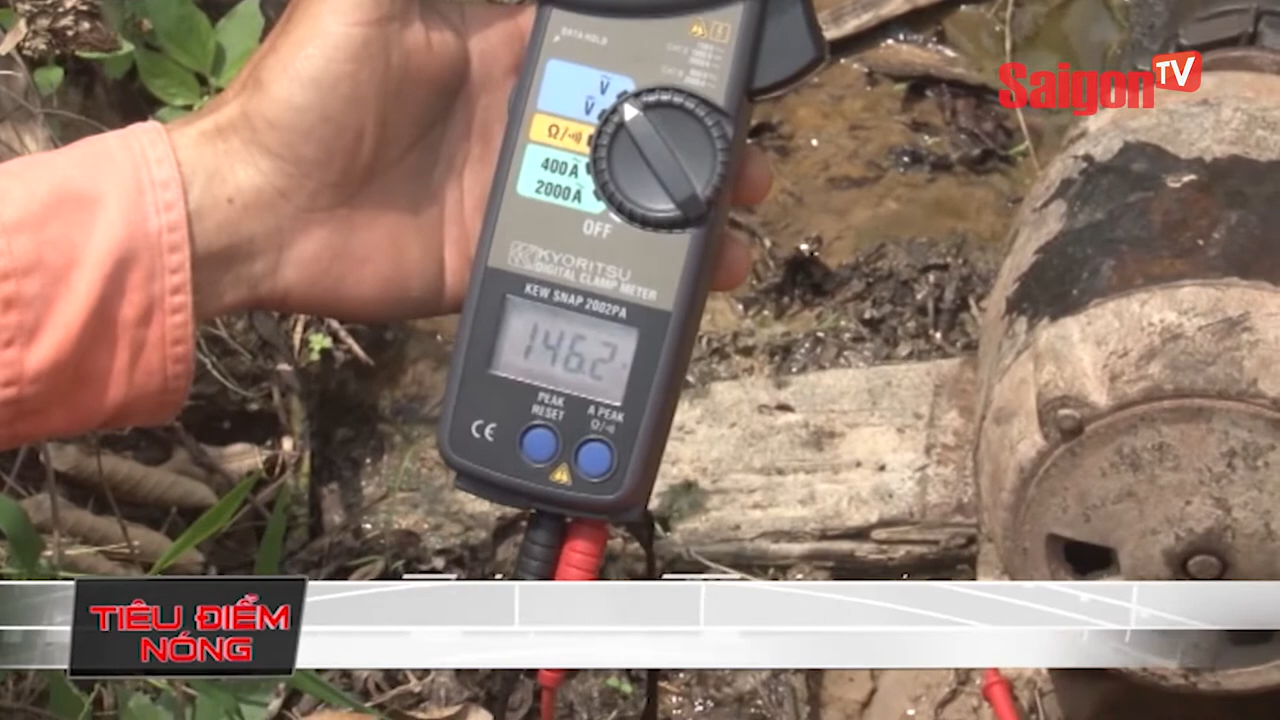 Saigon TV
DATA HOLD
Ṽ
V̄
Ω/
400Ã
2000Ã
OFF
KYORITSU
DIGITAL CLAMP METER
KEW SNAP 2002PA
146.2
PEAK
RESET
A PEAK
Ω/
CE
TIÊU ĐIỂM
NÓNG